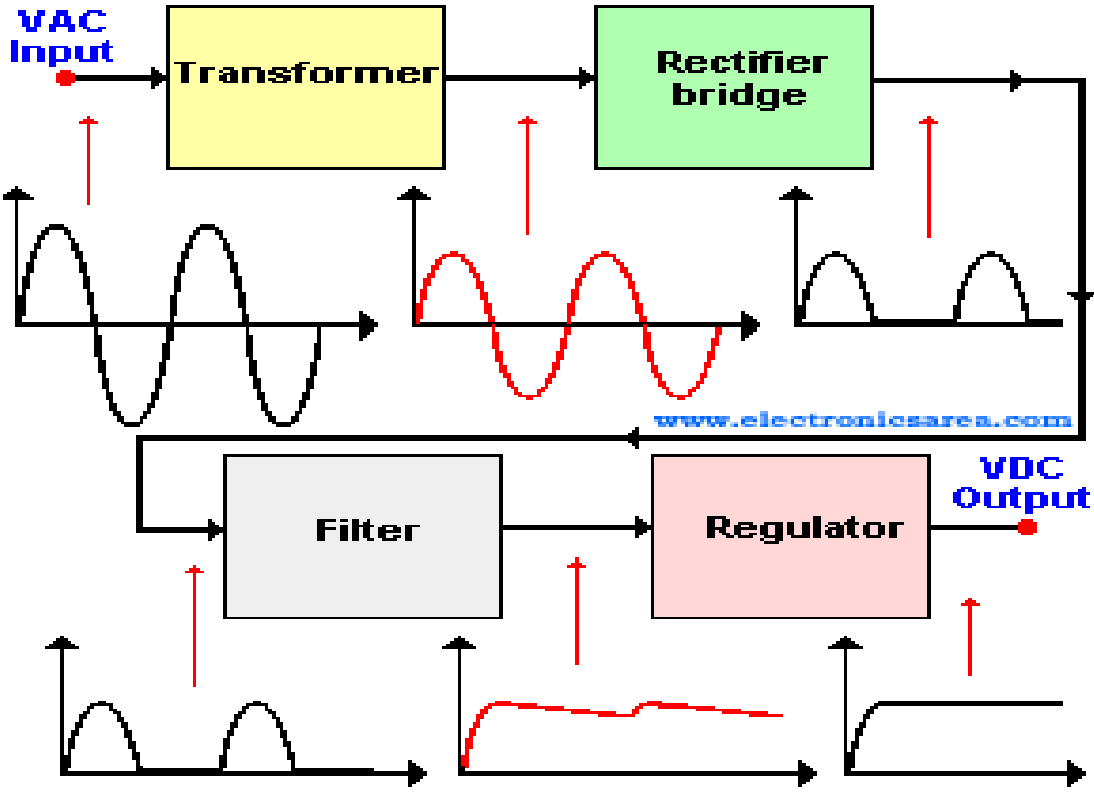 VAC
Input
Transformer
Rectifier
bridge
www.electronicsarea.com
Filter
Regulator
VDC
Output